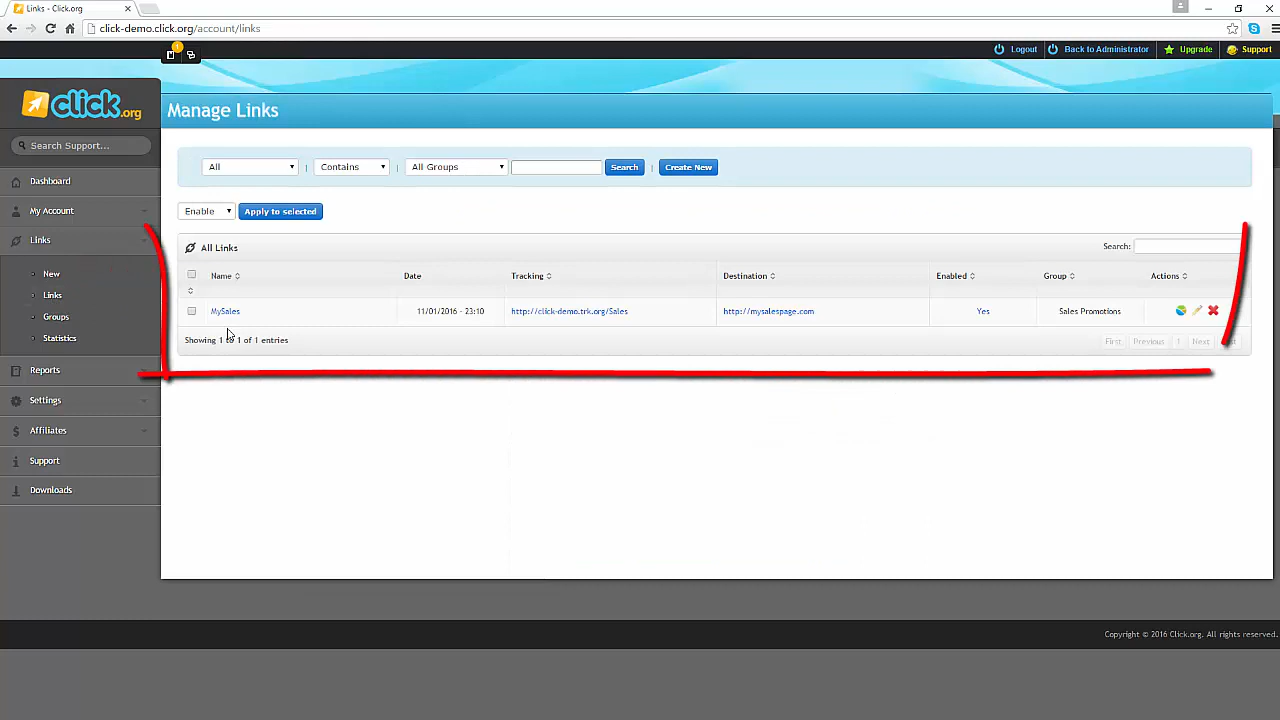 Links - Click.org
click-demo.click.org/account/links
1
Logout
Back to Administrator
Upgrade
Support
click.org
Search Support...
Dashboard
My Account
Links
New
Links
Groups
Statistics
Reports
Settings
Affiliates
Support
Downloads
Manage Links
All | Contains | All Groups Search | Create New
Enable Apply to selected
All Links Search:
Name Date Tracking Destination Enabled Group Actions
MySales 11/01/2016 - 23:10 http://click-demo.trk.org/Sales http://mysalespage.com Yes Sales Promotions
Showing 1 to 1 of 1 entries First Previous 1 Next
Copyright © 2016 Click.org. All rights reserved.